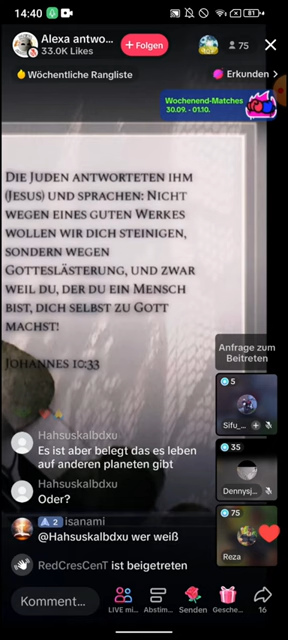 14:40
81
Alexa antwo...
33.0K Likes
+ Folgen
75
Wöchentliche Rangliste
Erkunden >
Wochenend-Matches
30.09. - 01.10.
Die Juden antworteten ihm
(Jesus) und sprachen: Nicht
wegen eines guten Werkes
wollen wir dich steinigen,
sondern wegen
Gotteslästerung, und zwar
weil du, der du ein Mensch
bist, dich selbst zu Gott
machst!
Johannes 10:33
Anfrage zum
Beitreten
5
Sifu_...
35
Dennysj...
75
Reza
Hahsuskalbdxu
Es ist aber belegt das es leben
auf anderen planeten gibt
Hahsuskalbdxu
Oder?
2 isanami
@Hahsuskalbdxu wer weiß
RedCresCenT ist beigetreten
Komment...
LIVE mi...
Abstim...
Senden
Gesche...
16